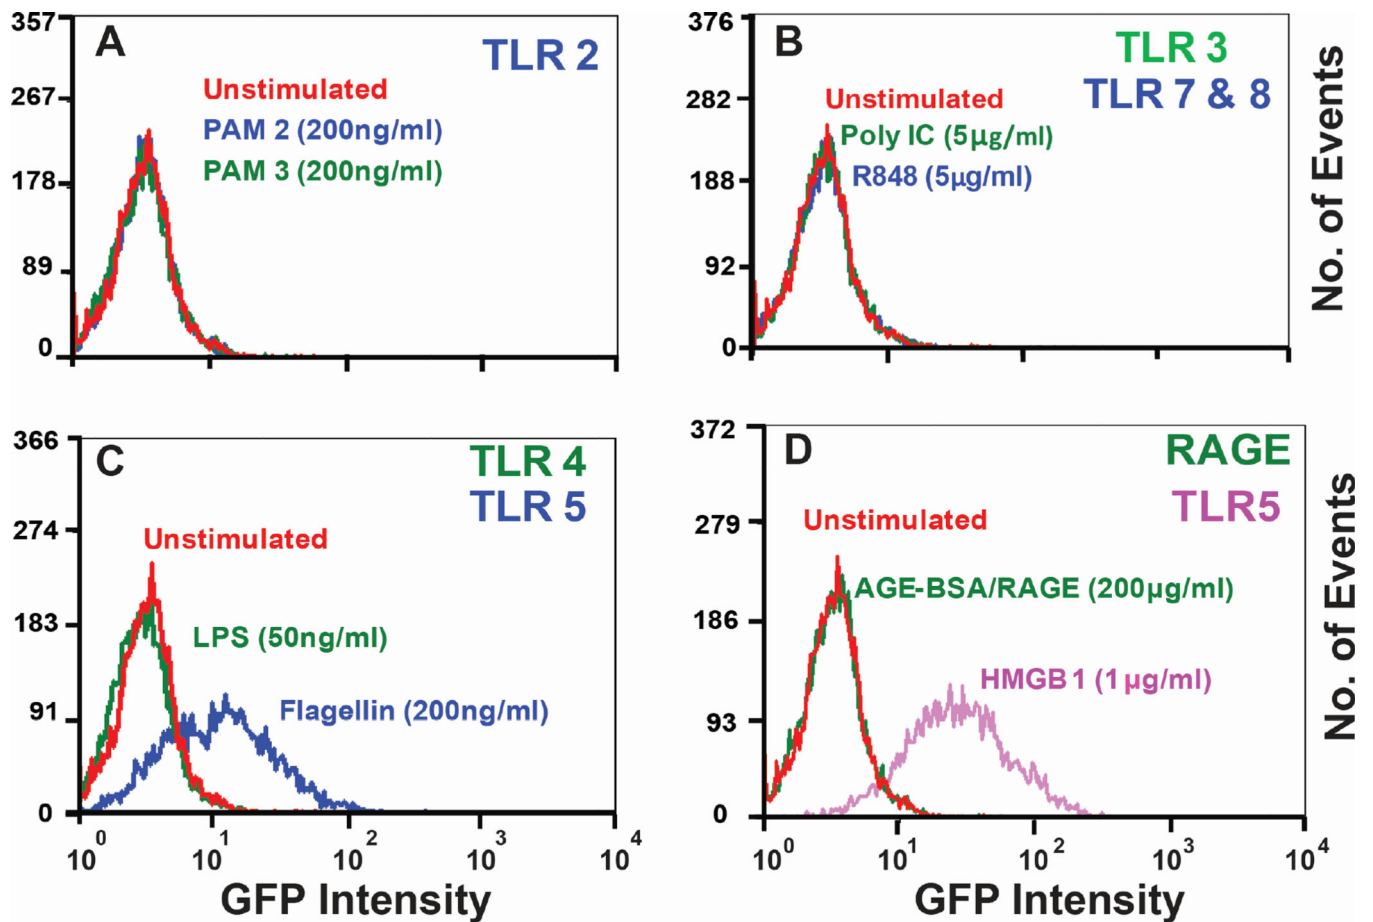 357
267
178
89
0
A
TLR 2
Unstimulated
PAM 2 (200ng/ml)
PAM 3 (200ng/ml)
376
282
188
92
0
B
TLR 3
TLR 7 & 8
Unstimulated
Poly IC (5µg/ml)
R848 (5µg/ml)
No. of Events
366
274
183
91
0
C
TLR 4
TLR 5
Unstimulated
LPS (50ng/ml)
Flagellin (200ng/ml)
10^0 10^1 10^2 10^3 10^4
GFP Intensity
372
279
186
93
0
D
RAGE
TLR5
Unstimulated
AGE-BSA/RAGE (200µg/ml)
HMGB1 (1µg/ml)
10^0 10^1 10^2 10^3 10^4
GFP Intensity
No. of Events